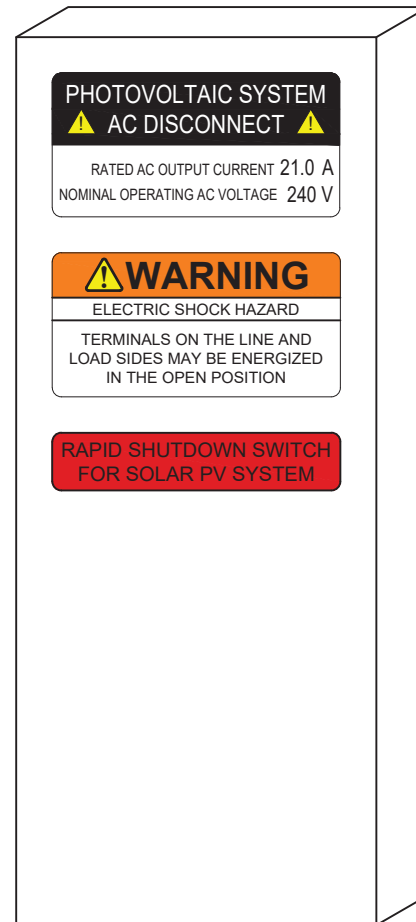 PHOTOVOLTAIC SYSTEM
AC DISCONNECT
RATED AC OUTPUT CURRENT 21.0 A
NOMINAL OPERATING AC VOLTAGE 240 V
WARNING
ELECTRIC SHOCK HAZARD
TERMINALS ON THE LINE AND
LOAD SIDES MAY BE ENERGIZED
IN THE OPEN POSITION
RAPID SHUTDOWN SWITCH
FOR SOLAR PV SYSTEM